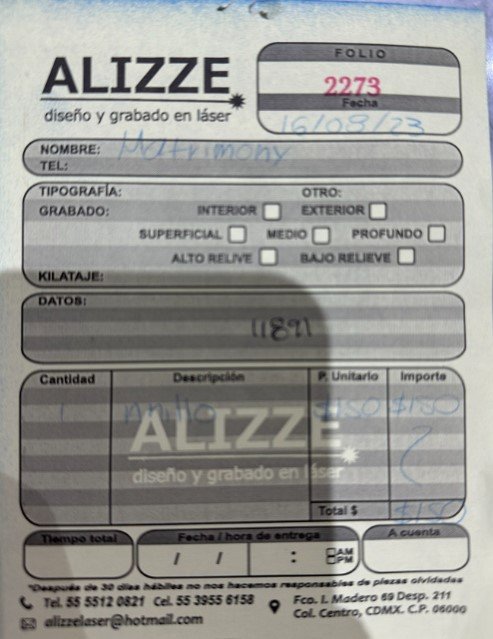 ALIZZE
diseño y grabado en láser
FOLIO
2273
Fecha
16/08/23
NOMBRE: Matrimony
TEL:
TIPOGRAFÍA: OTRO:
GRABADO: INTERIOR EXTERIOR
SUPERFICIAL MEDIO PROFUNDO
ALTO RELIVE BAJO RELIEVE
KILATAJE:
DATOS:
11891
Cantidad Descripción P. Unitario Importe
1 Anillo $150 $150
ALIZZE
diseño y grabado en láser
Total $ $150
Tiempo total Fecha / hora de entrega A cuenta
/ / : AM
PM
*Después de 30 días hábiles no nos hacemos responsables de piezas olvidadas
Tel. 55 5512 0821 Cel. 55 3955 6158
alizzelaser@hotmail.com
Fco. I. Madero 69 Desp. 211
Col. Centro, CDMX. C.P. 06000